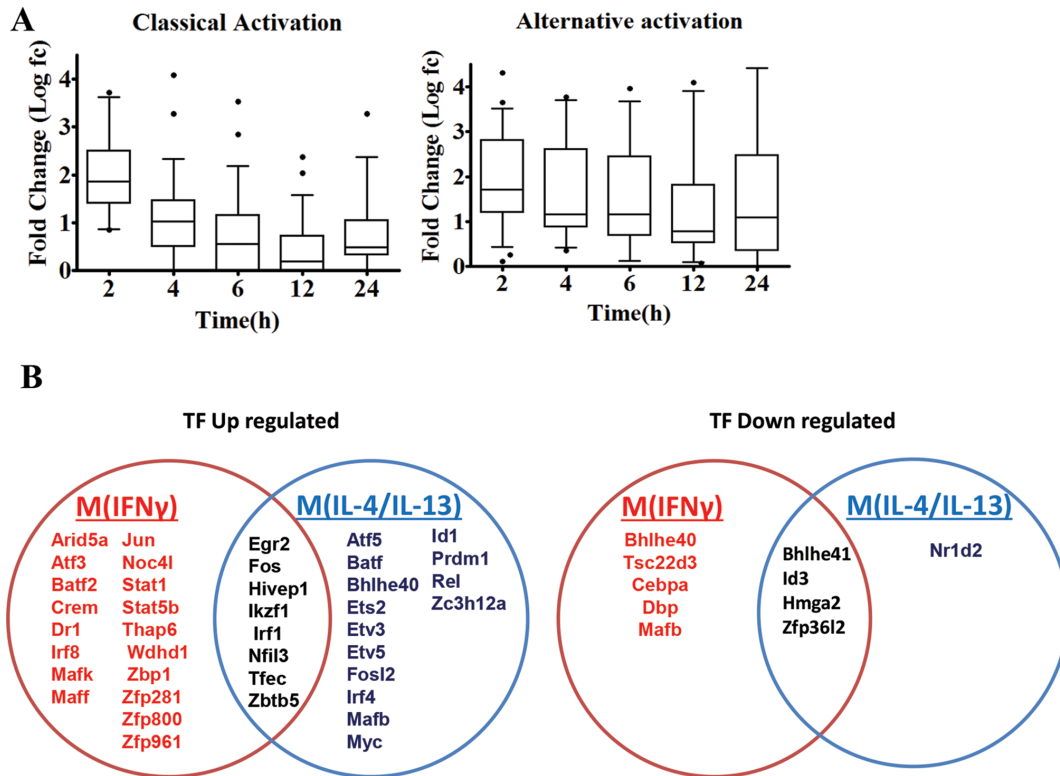 A
Classical Activation
Fold Change (Log fc)
4
3
2
1
0
2 4 6 12 24
Time(h)
Alternative activation
Fold Change (Log fc)
4
3
2
1
0
2 4 6 12 24
Time(h)
B
TF Up regulated
M(IFNγ)
Arid5a Jun
Atf3 Noc4l
Batf2 Stat1
Crem Stat5b
Dr1 Thap6
Irf8 Wdhd1
Mafk Zbp1
Maff Zfp281
Zfp800
Zfp961
Egr2
Fos
Hivep1
Ikzf1
Irf1
Nfil3
Tfec
Zbtb5
M(IL-4/IL-13)
Atf5 Id1
Batf Prdm1
Bhlhe40 Rel
Ets2 Zc3h12a
Etv3
Etv5
Fosl2
Irf4
Mafb
Myc
TF Down regulated
M(IFNγ)
Bhlhe40
Tsc22d3
Cebpa
Dbp
Mafb
Bhlhe41
Id3
Hmga2
Zfp36l2
M(IL-4/IL-13)
Nr1d2